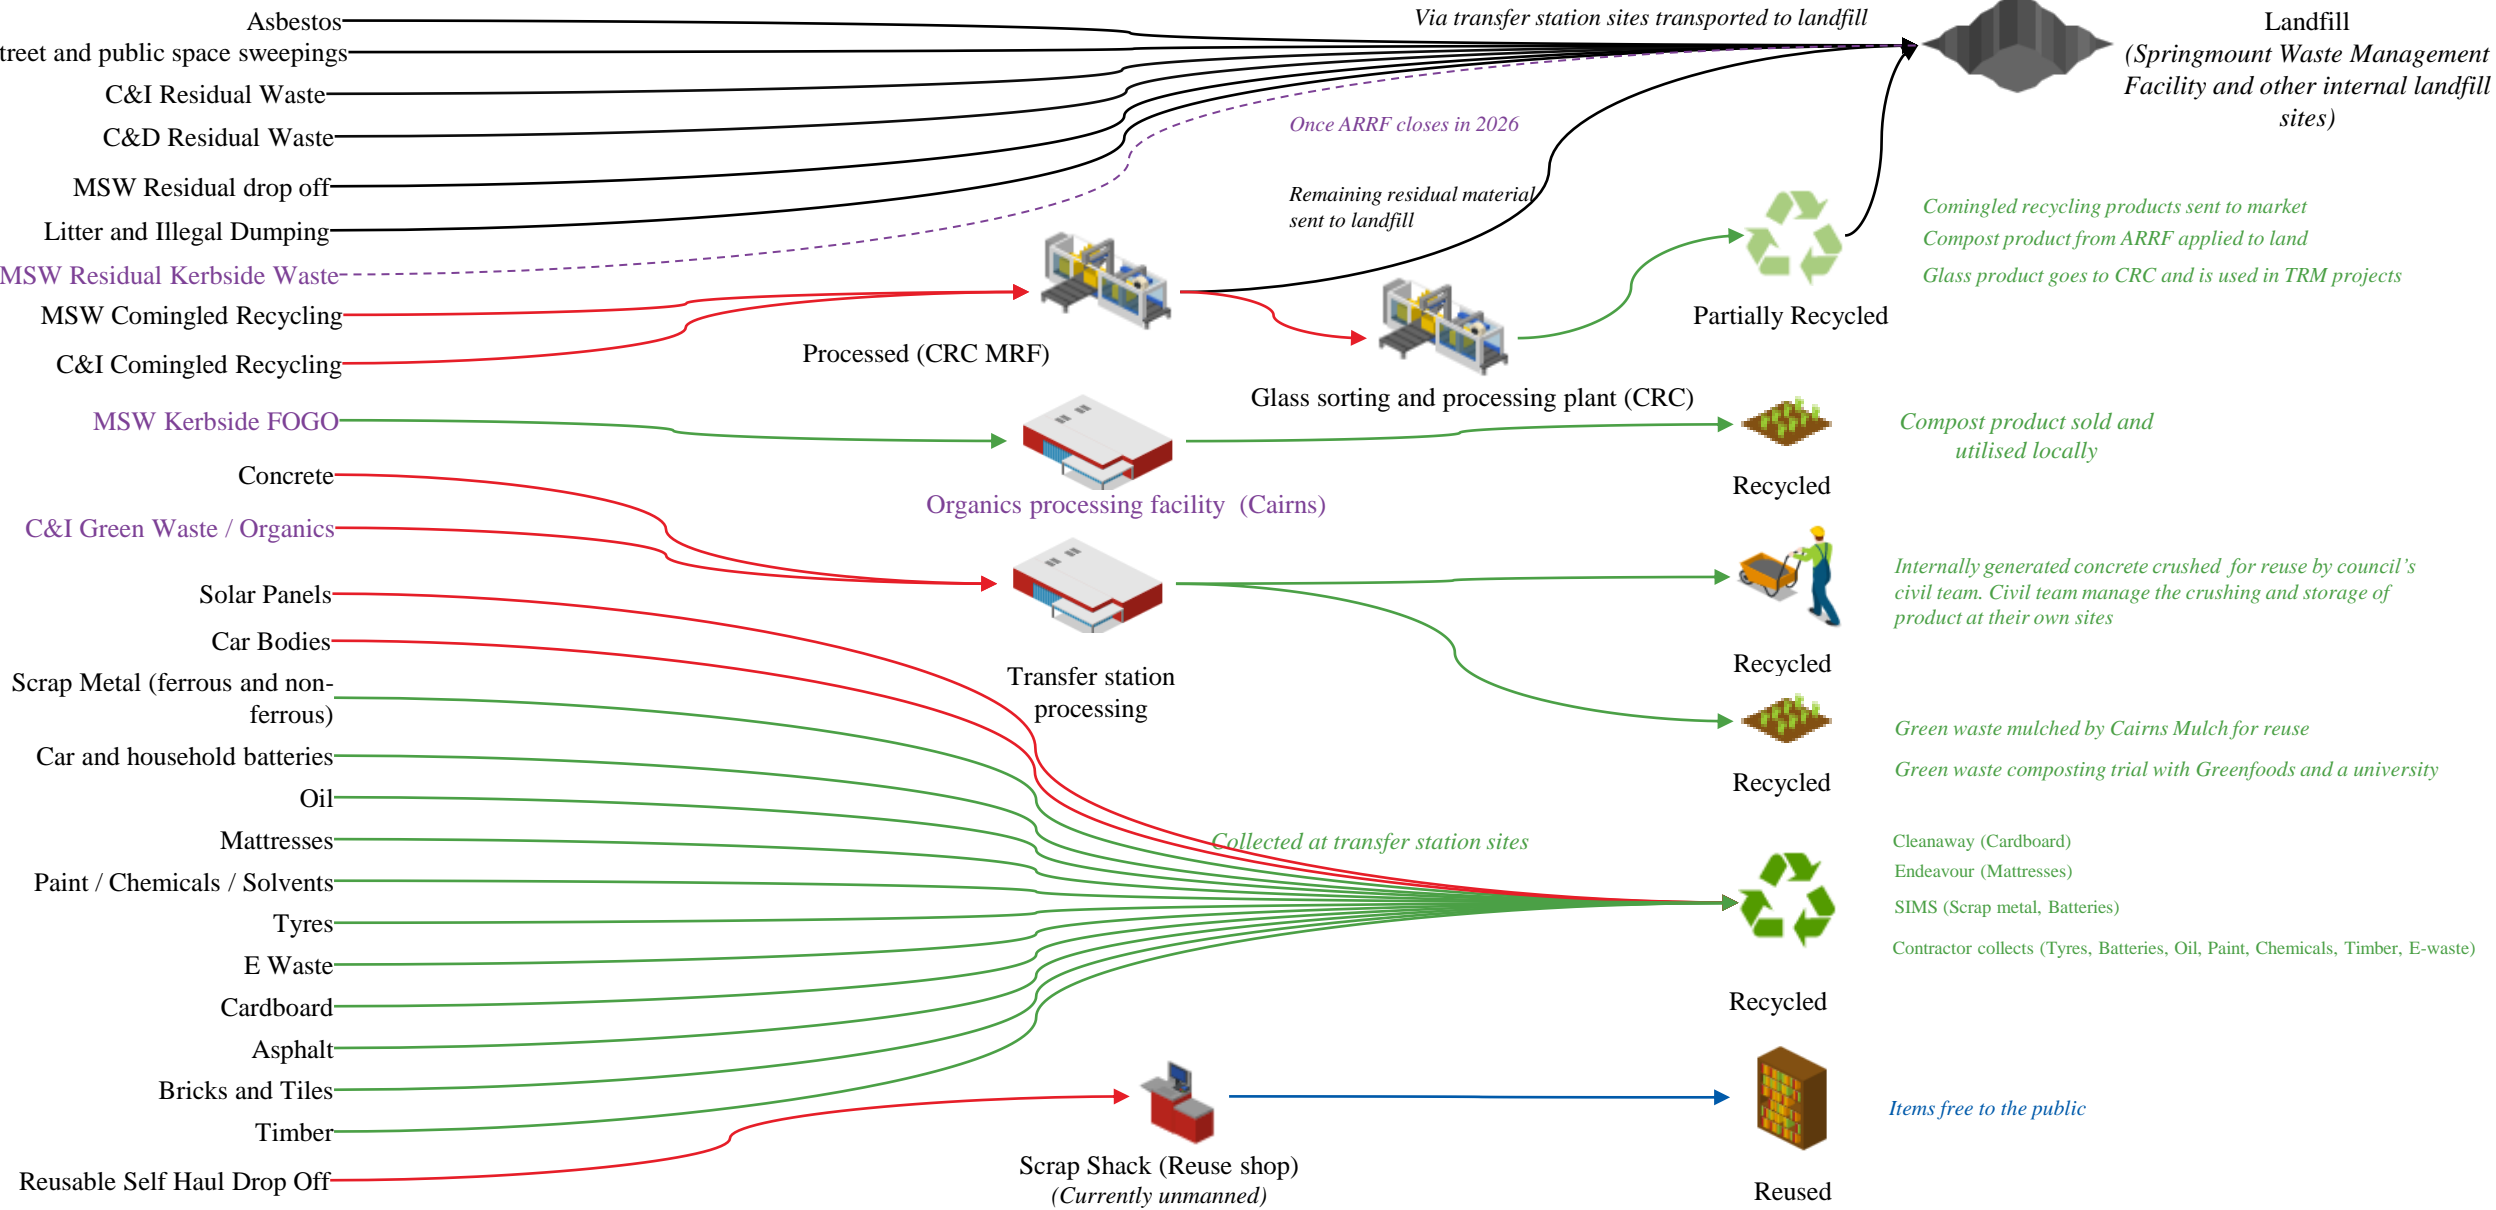 Asbestos
treet and public space sweepings
C&I Residual Waste
C&D Residual Waste
MSW Residual drop off
Litter and Illegal Dumping
MSW Residual Kerbside Waste
MSW Comingled Recycling
C&I Comingled Recycling
MSW Kerbside FOGO
Concrete
C&I Green Waste / Organics
Solar Panels
Car Bodies
Scrap Metal (ferrous and non-
ferrous)
Car and household batteries
Oil
Mattresses
Paint / Chemicals / Solvents
Tyres
E Waste
Cardboard
Asphalt
Bricks and Tiles
Timber
Reusable Self Haul Drop Off
Via transfer station sites transported to landfill
Once ARRF closes in 2026
Remaining residual material
sent to landfill
Processed (CRC MRF)
Glass sorting and processing plant (CRC)
Organics processing facility (Cairns)
Transfer station
processing
Collected at transfer station sites
Scrap Shack (Reuse shop)
(Currently unmanned)
Landfill
(Springmount Waste Management
Facility and other internal landfill
sites)
Partially Recycled
Comingled recycling products sent to market
Compost product from ARRF applied to land
Glass product goes to CRC and is used in TRM projects
Recycled
Compost product sold and
utilised locally
Recycled
Internally generated concrete crushed for reuse by council's
civil team. Civil team manage the crushing and storage of
product at their own sites
Recycled
Green waste mulched by Cairns Mulch for reuse
Green waste composting trial with Greenfoods and a university
Recycled
Cleanaway (Cardboard)
Endeavour (Mattresses)
SIMS (Scrap metal, Batteries)
Contractor collects (Tyres, Batteries, Oil, Paint, Chemicals, Timber, E-waste)
Reused
Items free to the public